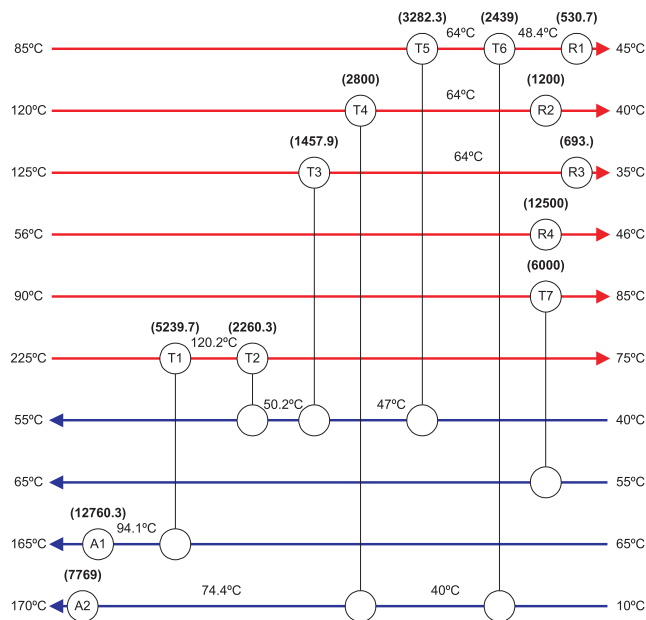 (3282.3) (2439) (530.7)
85ºC T5 64ºC T6 48.4ºC R1 45ºC
(2800) (1200)
120ºC T4 64ºC R2 40ºC
(1457.9) (693.)
125ºC T3 64ºC R3 35ºC
(12500)
56ºC R4 46ºC
(6000)
90ºC T7 85ºC
(5239.7) (2260.3)
225ºC T1 120.2ºC T2 75ºC
55ºC 50.2ºC 47ºC 40ºC
65ºC 55ºC
(12760.3)
165ºC A1 94.1ºC 65ºC
(7769)
170ºC A2 74.4ºC 40ºC 10ºC